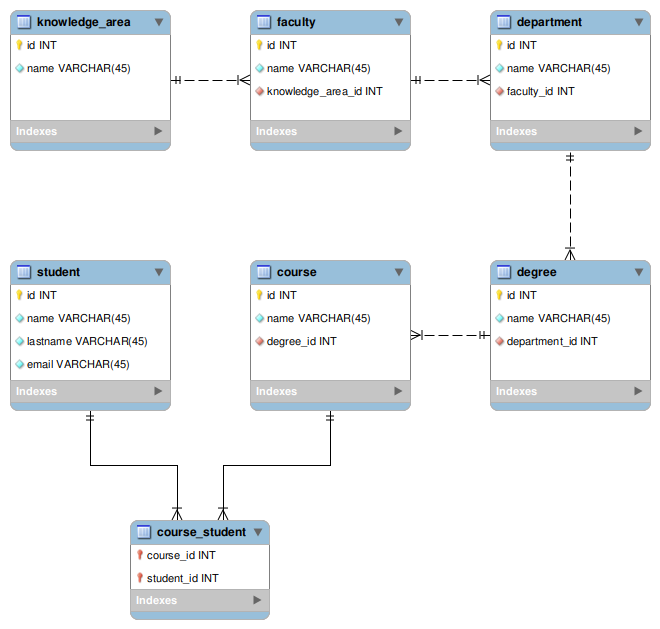 knowledge_area
id INT
name VARCHAR(45)
Indexes
faculty
id INT
name VARCHAR(45)
knowledge_area_id INT
Indexes
department
id INT
name VARCHAR(45)
faculty_id INT
Indexes
student
id INT
name VARCHAR(45)
lastname VARCHAR(45)
email VARCHAR(45)
Indexes
course
id INT
name VARCHAR(45)
degree_id INT
Indexes
degree
id INT
name VARCHAR(45)
department_id INT
Indexes
course_student
course_id INT
student_id INT
Indexes